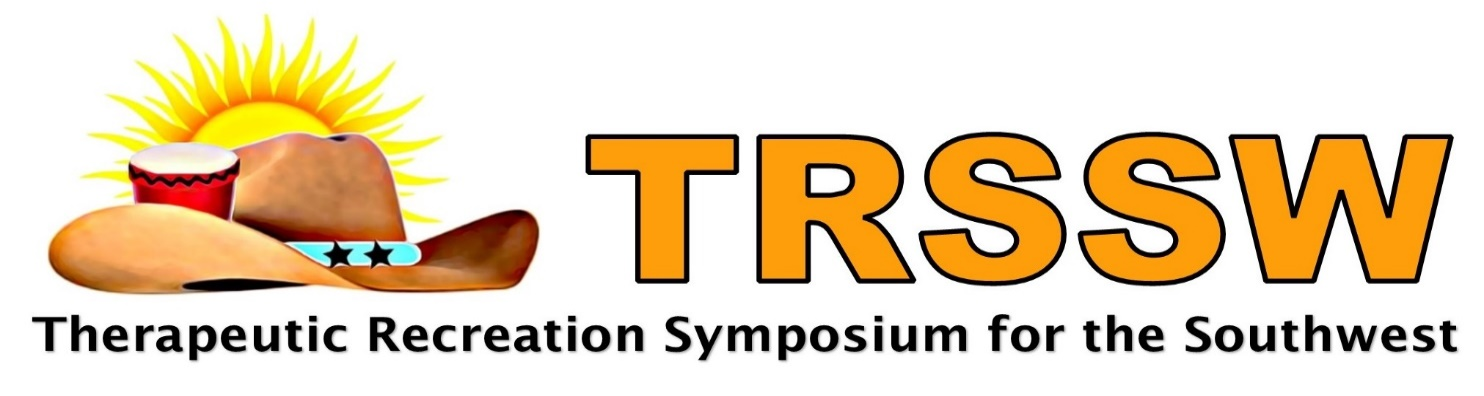 TRSSW
Therapeutic Recreation Symposium for the Southwest